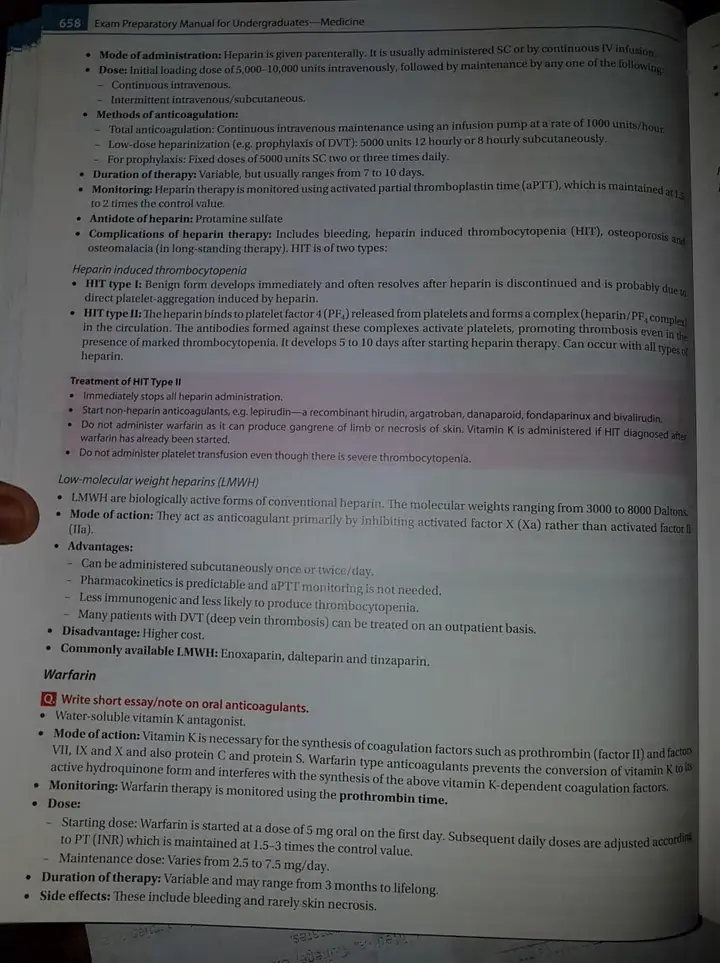 658 Exam Preparatory Manual for Undergraduates—Medicine
• Mode of administration: Heparin is given parenterally. It is usually administered SC or by continuous IV infusion.
• Dose: Initial loading dose of 5,000–10,000 units intravenously, followed by maintenance by any one of the following:
– Continuous intravenous.
– Intermittent intravenous/subcutaneous.
• Methods of anticoagulation:
– Total anticoagulation: Continuous intravenous maintenance using an infusion pump at a rate of 1000 units/hour
– Low-dose heparinization (e.g. prophylaxis of DVT): 5000 units 12 hourly or 8 hourly subcutaneously.
– For prophylaxis: Fixed doses of 5000 units SC two or three times daily.
• Duration of therapy: Variable, but usually ranges from 7 to 10 days.
• Monitoring: Heparin therapy is monitored using activated partial thromboplastin time (aPTT), which is maintained at 1.5
to 2 times the control value.
• Antidote of heparin: Protamine sulfate
• Complications of heparin therapy: Includes bleeding, heparin induced thrombocytopenia (HIT), osteoporosis and
osteomalacia (in long-standing therapy). HIT is of two types:
Heparin induced thrombocytopenia
• HIT type I: Benign form develops immediately and often resolves after heparin is discontinued and is probably due to
direct platelet-aggregation induced by heparin.
• HIT type II: The heparin binds to platelet factor 4 (PF4) released from platelets and forms a complex (heparin/PF4 complex)
in the circulation. The antibodies formed against these complexes activate platelets, promoting thrombosis even in the
presence of marked thrombocytopenia. It develops 5 to 10 days after starting heparin therapy. Can occur with all types of
heparin.
Treatment of HIT Type II
• Immediately stops all heparin administration.
• Start non-heparin anticoagulants, e.g. lepirudin—a recombinant hirudin, argatroban, danaparoid, fondaparinux and bivalirudin.
• Do not administer warfarin as it can produce gangrene of limb or necrosis of skin. Vitamin K is administered if HIT diagnosed after
warfarin has already been started.
• Do not administer platelet transfusion even though there is severe thrombocytopenia.
Low-molecular weight heparins (LMWH)
• LMWH are biologically active forms of conventional heparin. The molecular weights ranging from 3000 to 8000 Daltons.
• Mode of action: They act as anticoagulant primarily by inhibiting activated factor X (Xa) rather than activated factor II
(IIa).
• Advantages:
– Can be administered subcutaneously once or twice/day.
– Pharmacokinetics is predictable and aPTT monitoring is not needed.
– Less immunogenic and less likely to produce thrombocytopenia.
– Many patients with DVT (deep vein thrombosis) can be treated on an outpatient basis.
• Disadvantage: Higher cost.
• Commonly available LMWH: Enoxaparin, dalteparin and tinzaparin.
Warfarin
Q. Write short essay/note on oral anticoagulants.
• Water-soluble vitamin K antagonist.
• Mode of action: Vitamin K is necessary for the synthesis of coagulation factors such as prothrombin (factor II) and factors
VII, IX and X and also protein C and protein S. Warfarin type anticoagulants prevents the conversion of vitamin K to its
active hydroquinone form and interferes with the synthesis of the above vitamin K-dependent coagulation factors.
• Monitoring: Warfarin therapy is monitored using the prothrombin time.
• Dose:
– Starting dose: Warfarin is started at a dose of 5 mg oral on the first day. Subsequent daily doses are adjusted according
to PT (INR) which is maintained at 1.5–3 times the control value.
– Maintenance dose: Varies from 2.5 to 7.5 mg/day.
• Duration of therapy: Variable and may range from 3 months to lifelong.
• Side effects: These include bleeding and rarely skin necrosis.